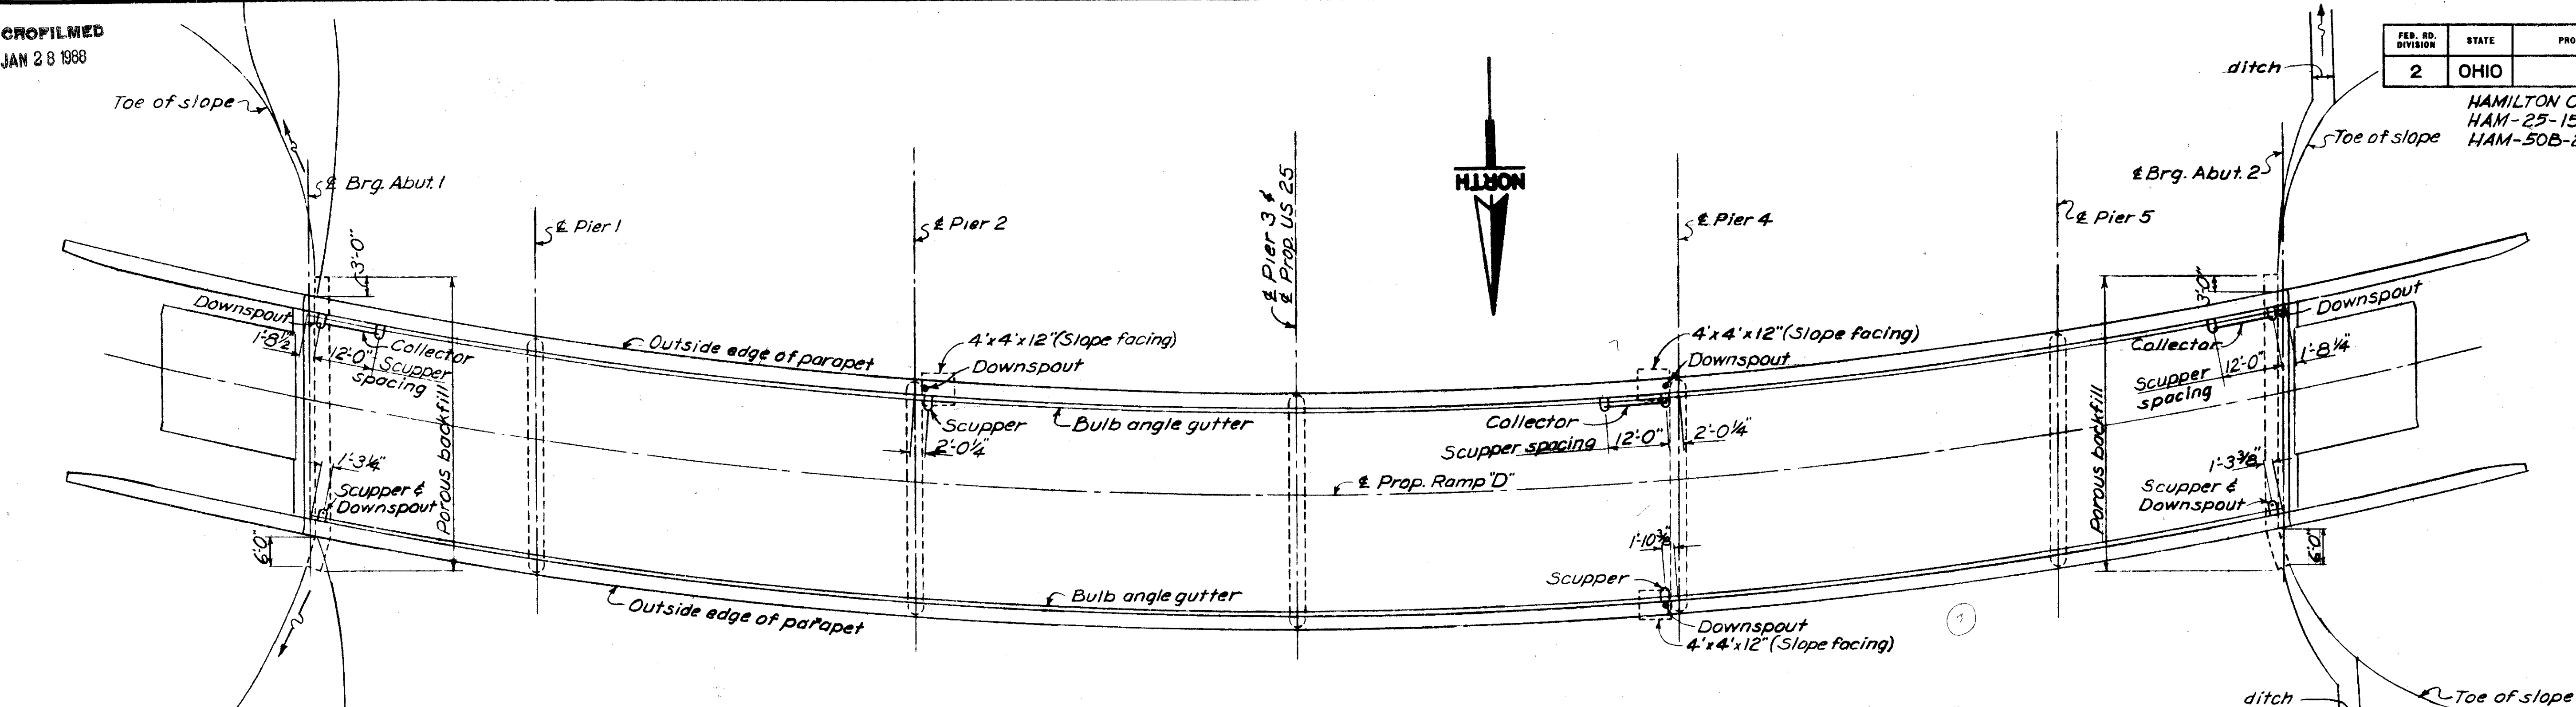 CROFILMED
JAN 28 1988
FED. RD. DIVISION
STATE
PRO
2
OHIO
HAMILTON C
HAM-25-15
HAM-50B-2
ditch
Toe of slope
Toe of slope
℄ Brg. Abut. 1
℄ Pier 1
℄ Pier 2
℄ Pier 3 &
℄ Prop. US 25
NORTH
℄ Pier 4
℄ Pier 5
℄ Brg. Abut. 2
3'-0"
3'-0"
Downspout
1'-8½
12'-0"
Collector
Scupper
spacing
Porous backfill
Outside edge of parapet
4'x4'x12" (Slope facing)
Downspout
Scupper
2'-0¼"
Bulb angle gutter
4'x4'x12" (Slope facing)
Downspout
Collector
Scupper spacing
12'-0"
2'-0¼"
Downspout
Collector
12'-0"
1'-8¼"
Scupper
spacing
Porous backfill
℄ Prop. Ramp "D"
1'-3¼"
Scupper &
Downspout
6'-0"
Outside edge of parapet
Bulb angle gutter
1'-10⅜"
Scupper
Downspout
4'x4'x12" (Slope facing)
1'-3⅜"
Scupper &
Downspout
6'-0"
ditch
Toe of slope